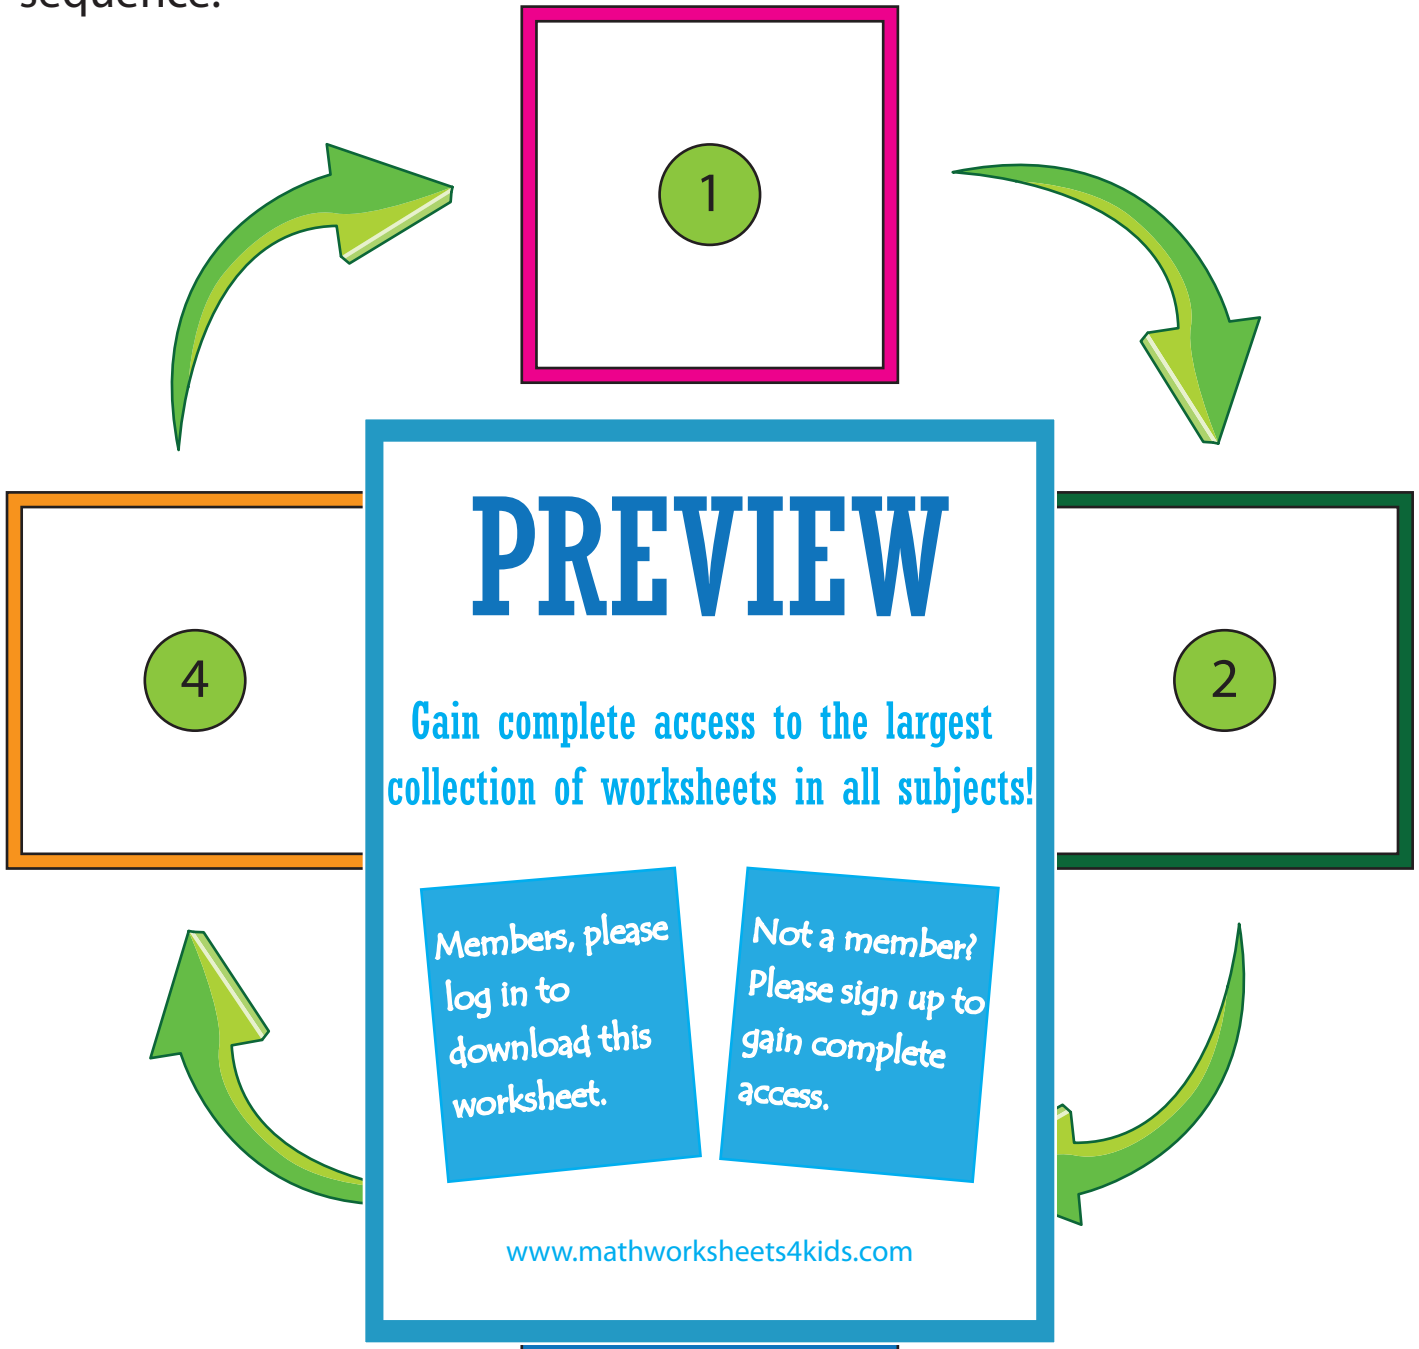 sequence.
1
4
2
PREVIEW
Gain complete access to the largest
collection of worksheets in all subjects!
Members, please
log in to
download this
worksheet.
Not a member?
Please sign up to
gain complete
access.
www.mathworksheets4kids.com